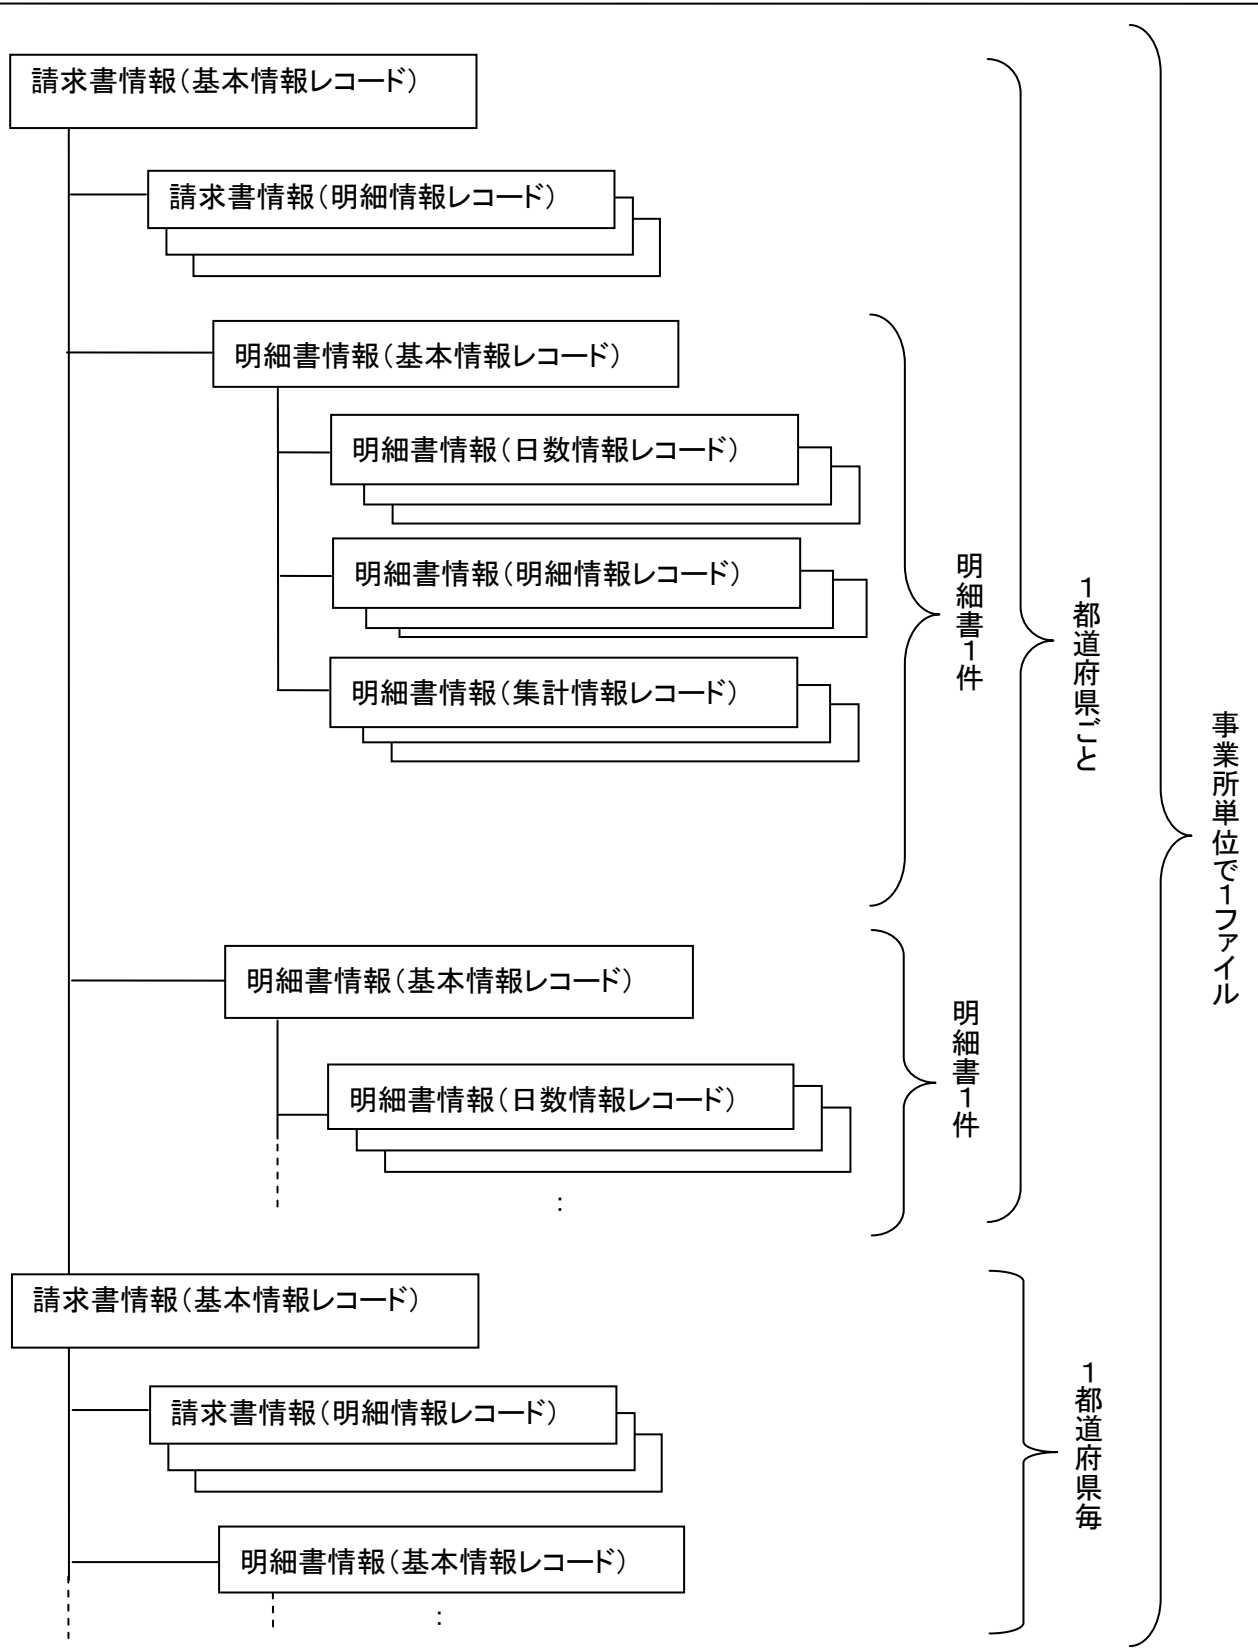 請求書情報(基本情報レコード)
請求書情報(明細情報レコード)
明細書情報(基本情報レコード)
明細書情報(日数情報レコード)
明細書情報(明細情報レコード)
明細書情報(集計情報レコード)
明細書1件
1都道府県ごと
事業所単位で1ファイル
明細書情報(基本情報レコード)
明細書情報(日数情報レコード)
:
明細書1件
請求書情報(基本情報レコード)
請求書情報(明細情報レコード)
明細書情報(基本情報レコード)
:
1都道府県毎